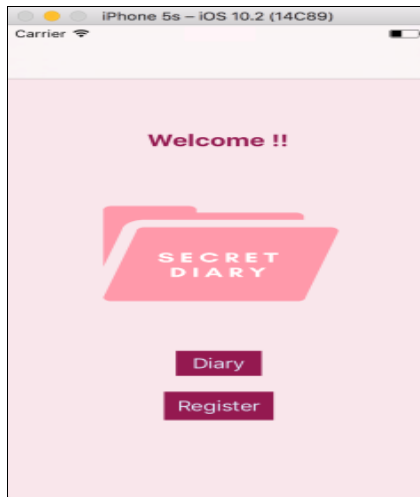 iPhone 5s – iOS 10.2 (14C89)
Carrier
Welcome !!
SECRET
DIARY
Diary
Register